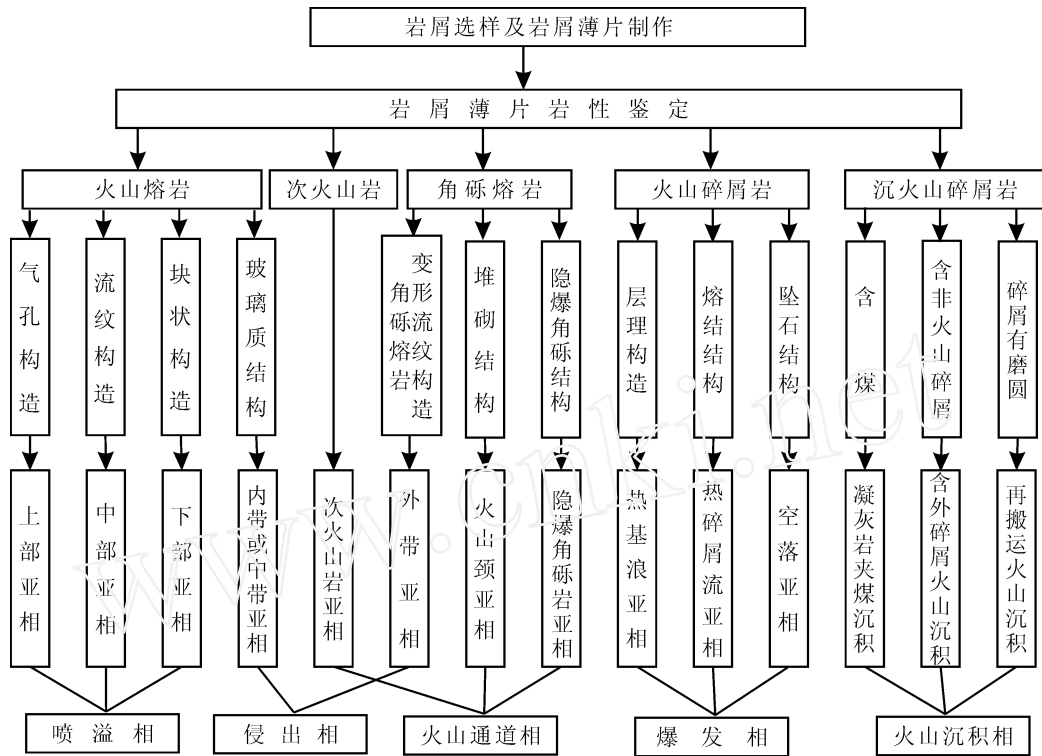 岩屑选样及岩屑薄片制作
岩屑薄片岩性鉴定
火山熔岩
次火山岩
角砾熔岩
火山碎屑岩
沉火山碎屑岩
气孔构造
流纹构造
块状构造
玻璃质结构
变形流纹构造
角砾熔岩
堆砌结构
隐爆角砾结构
层理构造
熔结结构
坠石结构
含煤
含非火山碎屑
碎屑有磨圆
上部亚相
中部亚相
下部亚相
内带或中带亚相
次火山岩亚相
外带亚相
火山颈亚相
隐爆角砾岩亚相
热基浪亚相
热碎屑流亚相
空落亚相
凝灰岩夹煤沉积
含外碎屑火山沉积
再搬运火山沉积
喷溢相
侵出相
火山通道相
爆发相
火山沉积相
www.cnki.net